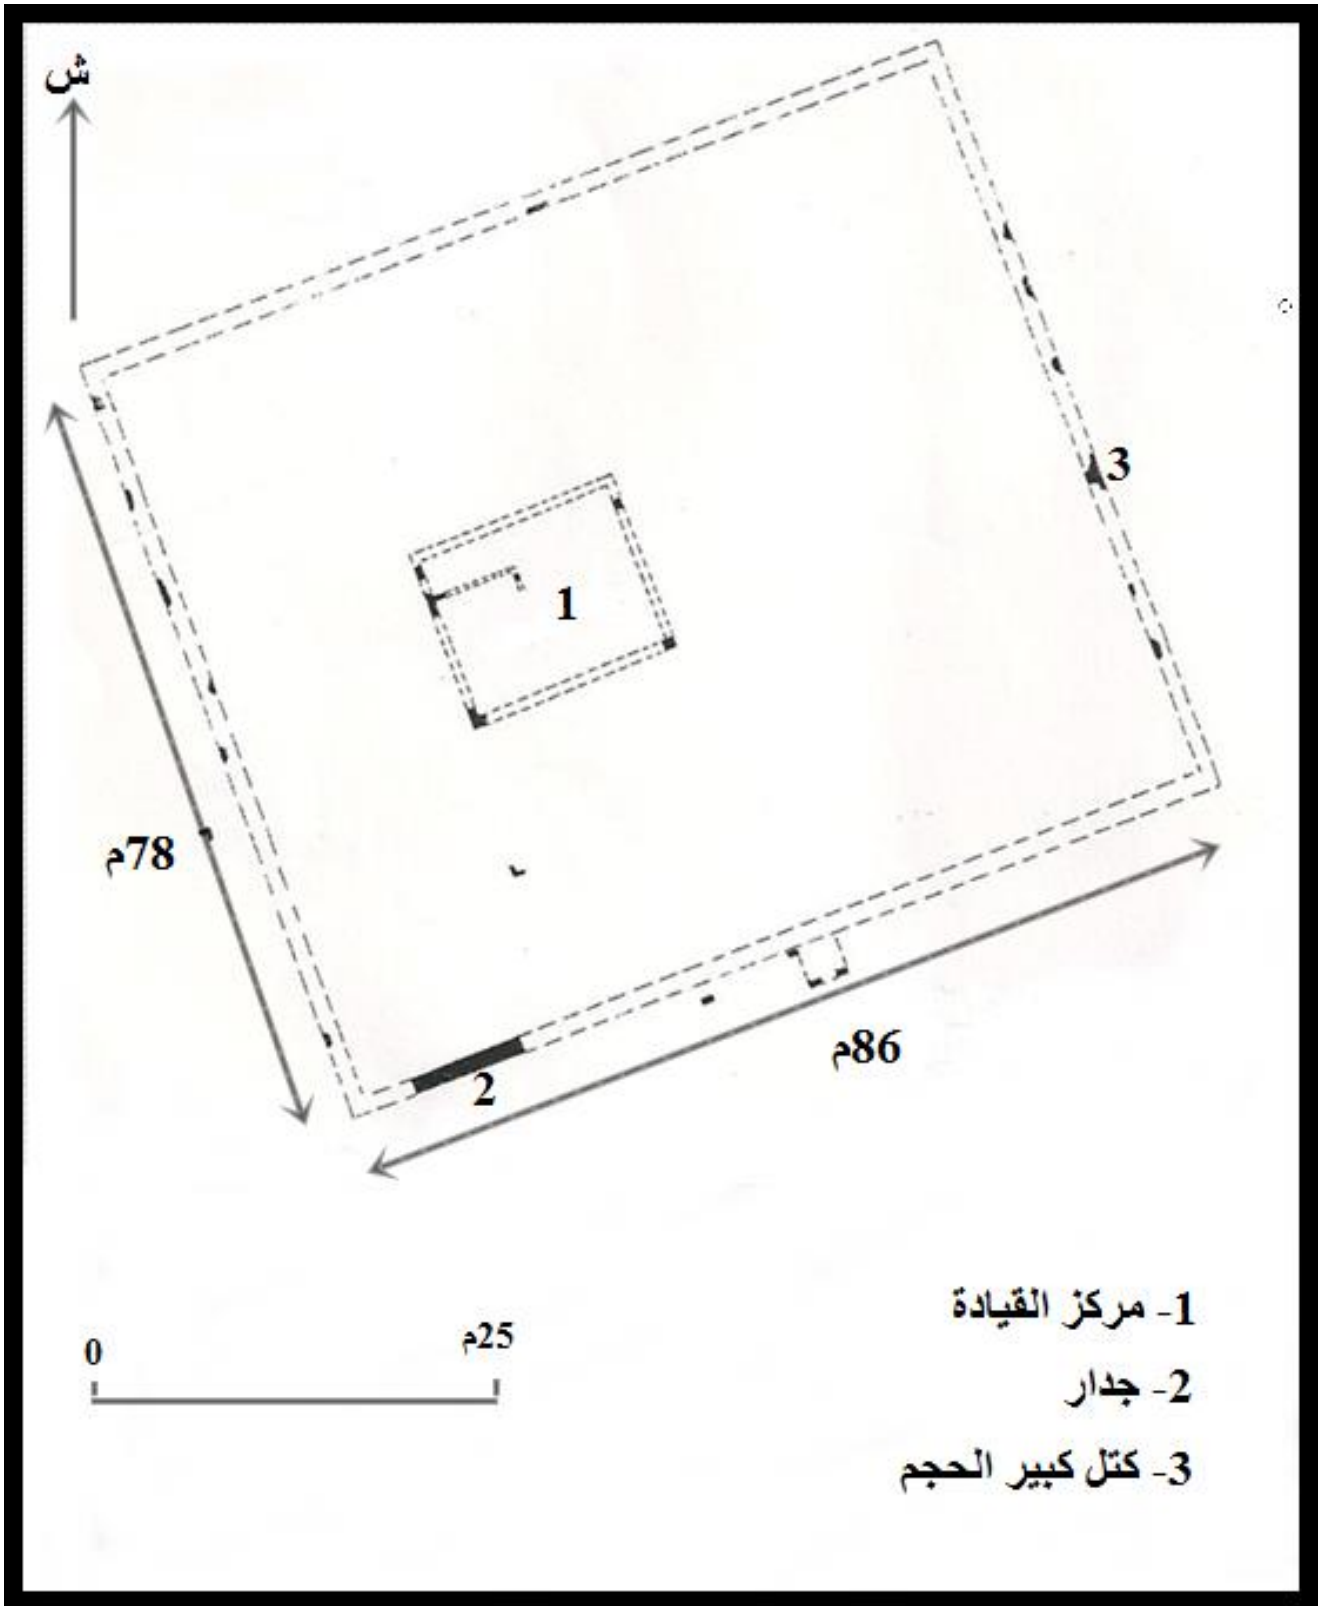 ش
3
1
78م
86م
2
0
25م
1- مركز القيادة
2- جدار
3- كتل كبير الحجم